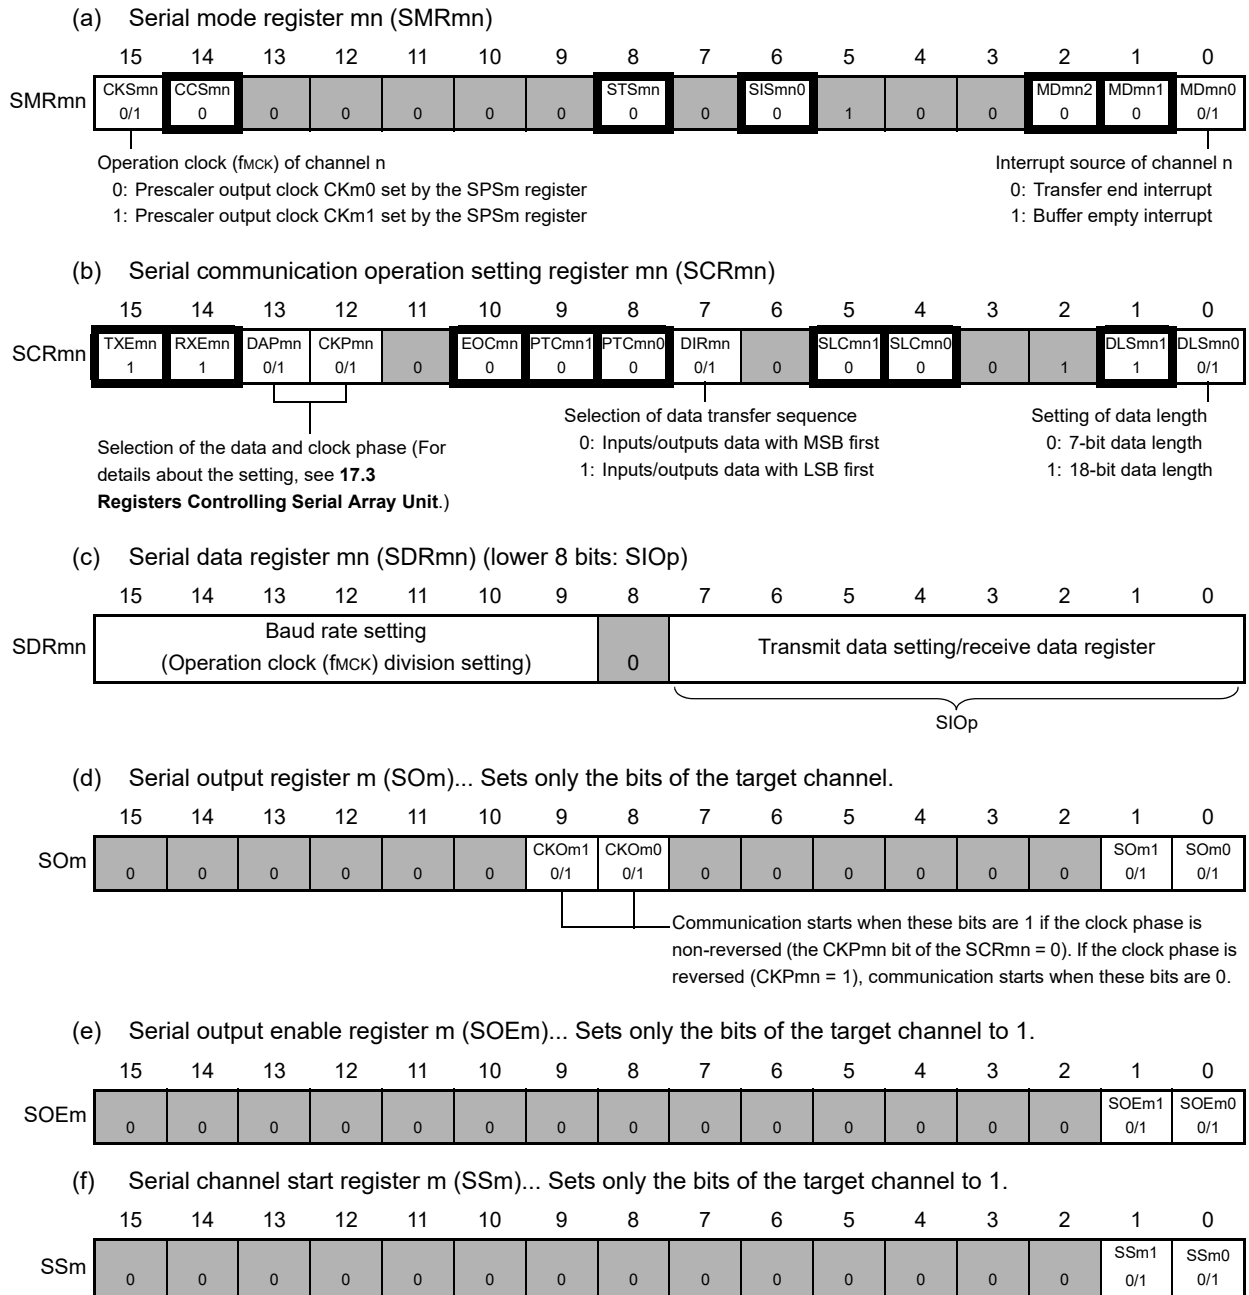 (a) Serial mode register mn (SMRmn)
15 14 13 12 11 10 9 8 7 6 5 4 3 2 1 0
SMRmn CKSmn CCSmn STSmn SISmn0 MDmn2 MDmn1 MDmn0
0/1 0 0 0 0 0 0 0 0 0 1 0 0 0 0 0/1
Operation clock (fMCK) of channel n
0: Prescaler output clock CKm0 set by the SPSm register
1: Prescaler output clock CKm1 set by the SPSm register
Interrupt source of channel n
0: Transfer end interrupt
1: Buffer empty interrupt
(b) Serial communication operation setting register mn (SCRmn)
15 14 13 12 11 10 9 8 7 6 5 4 3 2 1 0
SCRmn TXEmn RXEmn DAPmn CKPmn EOCmn PTCmn1 PTCmn0 DIRmn SLCmn1 SLCmn0 DLSmn1 DLSmn0
1 1 0/1 0/1 0 0 0 0 0/1 0 0 0 0 1 1 0/1
Selection of the data and clock phase (For
details about the setting, see 17.3
Registers Controlling Serial Array Unit.)
Selection of data transfer sequence
0: Inputs/outputs data with MSB first
1: Inputs/outputs data with LSB first
Setting of data length
0: 7-bit data length
1: 18-bit data length
(c) Serial data register mn (SDRmn) (lower 8 bits: SIOp)
15 14 13 12 11 10 9 8 7 6 5 4 3 2 1 0
SDRmn
Baud rate setting
(Operation clock (fMCK) division setting)
0
Transmit data setting/receive data register
SIOp
(d) Serial output register m (SOm)... Sets only the bits of the target channel.
15 14 13 12 11 10 9 8 7 6 5 4 3 2 1 0
SOm CKOm1 CKOm0 SOm1 SOm0
0 0 0 0 0 0 0/1 0/1 0 0 0 0 0 0 0/1 0/1
Communication starts when these bits are 1 if the clock phase is
non-reversed (the CKPmn bit of the SCRmn = 0). If the clock phase is
reversed (CKPmn = 1), communication starts when these bits are 0.
(e) Serial output enable register m (SOEm)... Sets only the bits of the target channel to 1.
15 14 13 12 11 10 9 8 7 6 5 4 3 2 1 0
SOEm SOEm1 SOEm0
0 0 0 0 0 0 0 0 0 0 0 0 0 0 0/1 0/1
(f) Serial channel start register m (SSm)... Sets only the bits of the target channel to 1.
15 14 13 12 11 10 9 8 7 6 5 4 3 2 1 0
SSm SSm1 SSm0
0 0 0 0 0 0 0 0 0 0 0 0 0 0 0/1 0/1